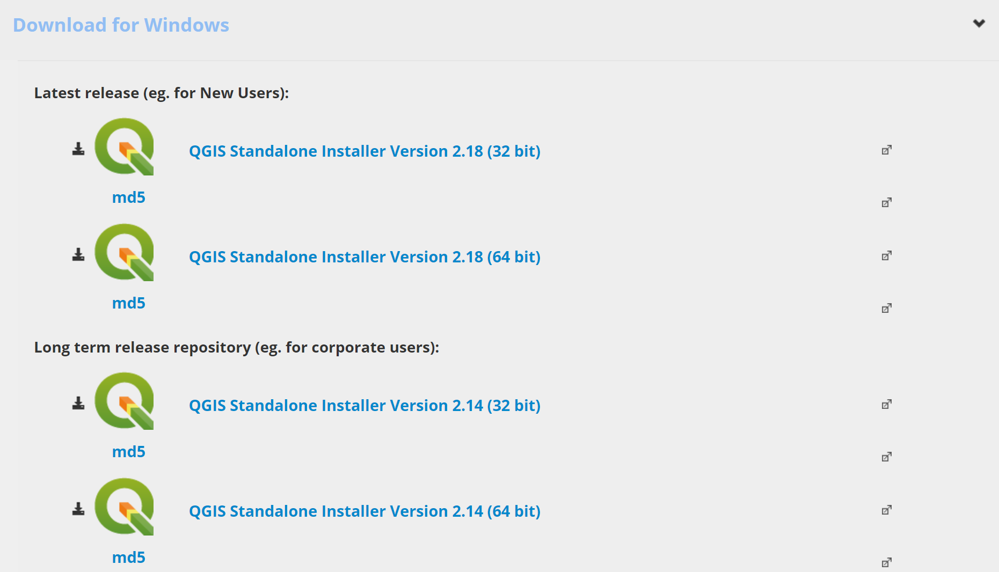 Download for Windows
Latest release (eg. for New Users):
QGIS Standalone Installer Version 2.18 (32 bit)
md5
QGIS Standalone Installer Version 2.18 (64 bit)
md5
Long term release repository (eg. for corporate users):
QGIS Standalone Installer Version 2.14 (32 bit)
md5
QGIS Standalone Installer Version 2.14 (64 bit)
md5